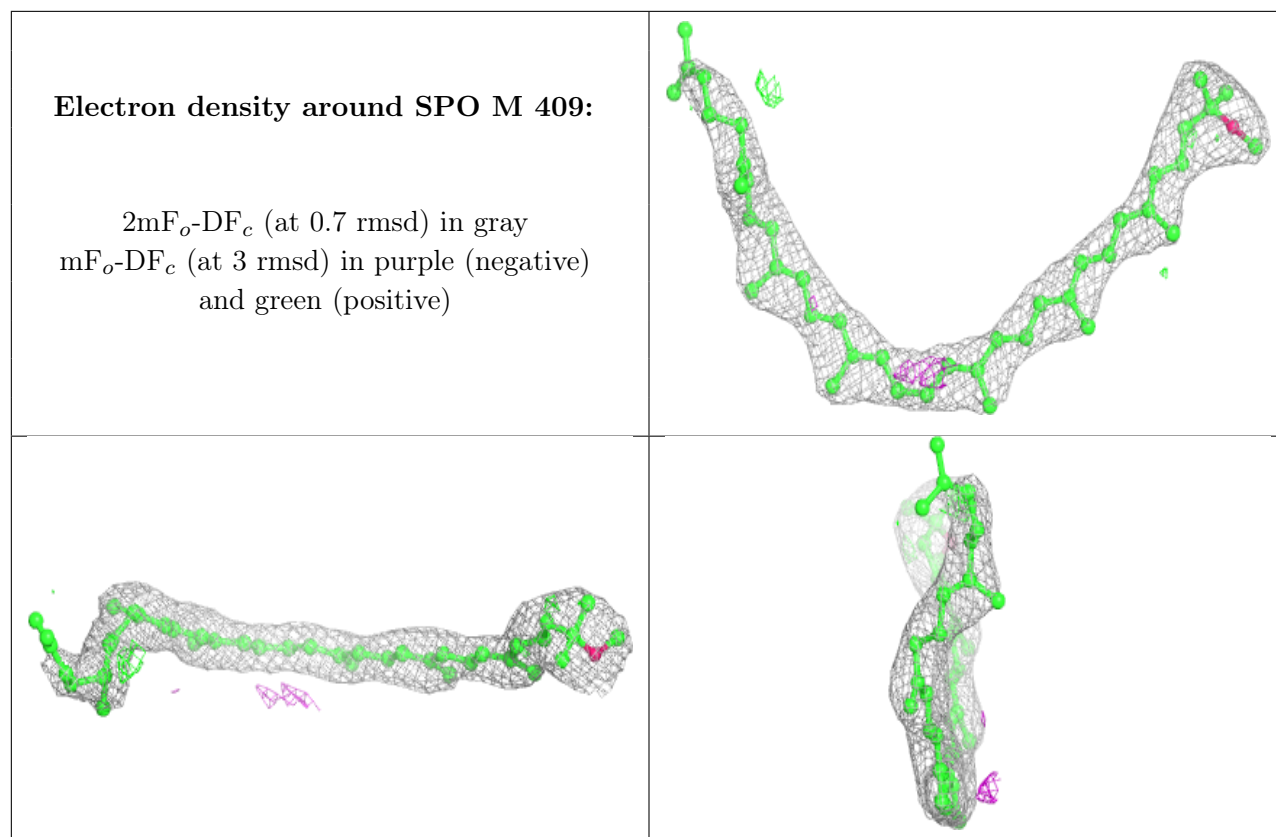 Electron density around SPO M 409:
2mFo-DFc (at 0.7 rmsd) in gray
mFo-DFc (at 3 rmsd) in purple (negative)
and green (positive)